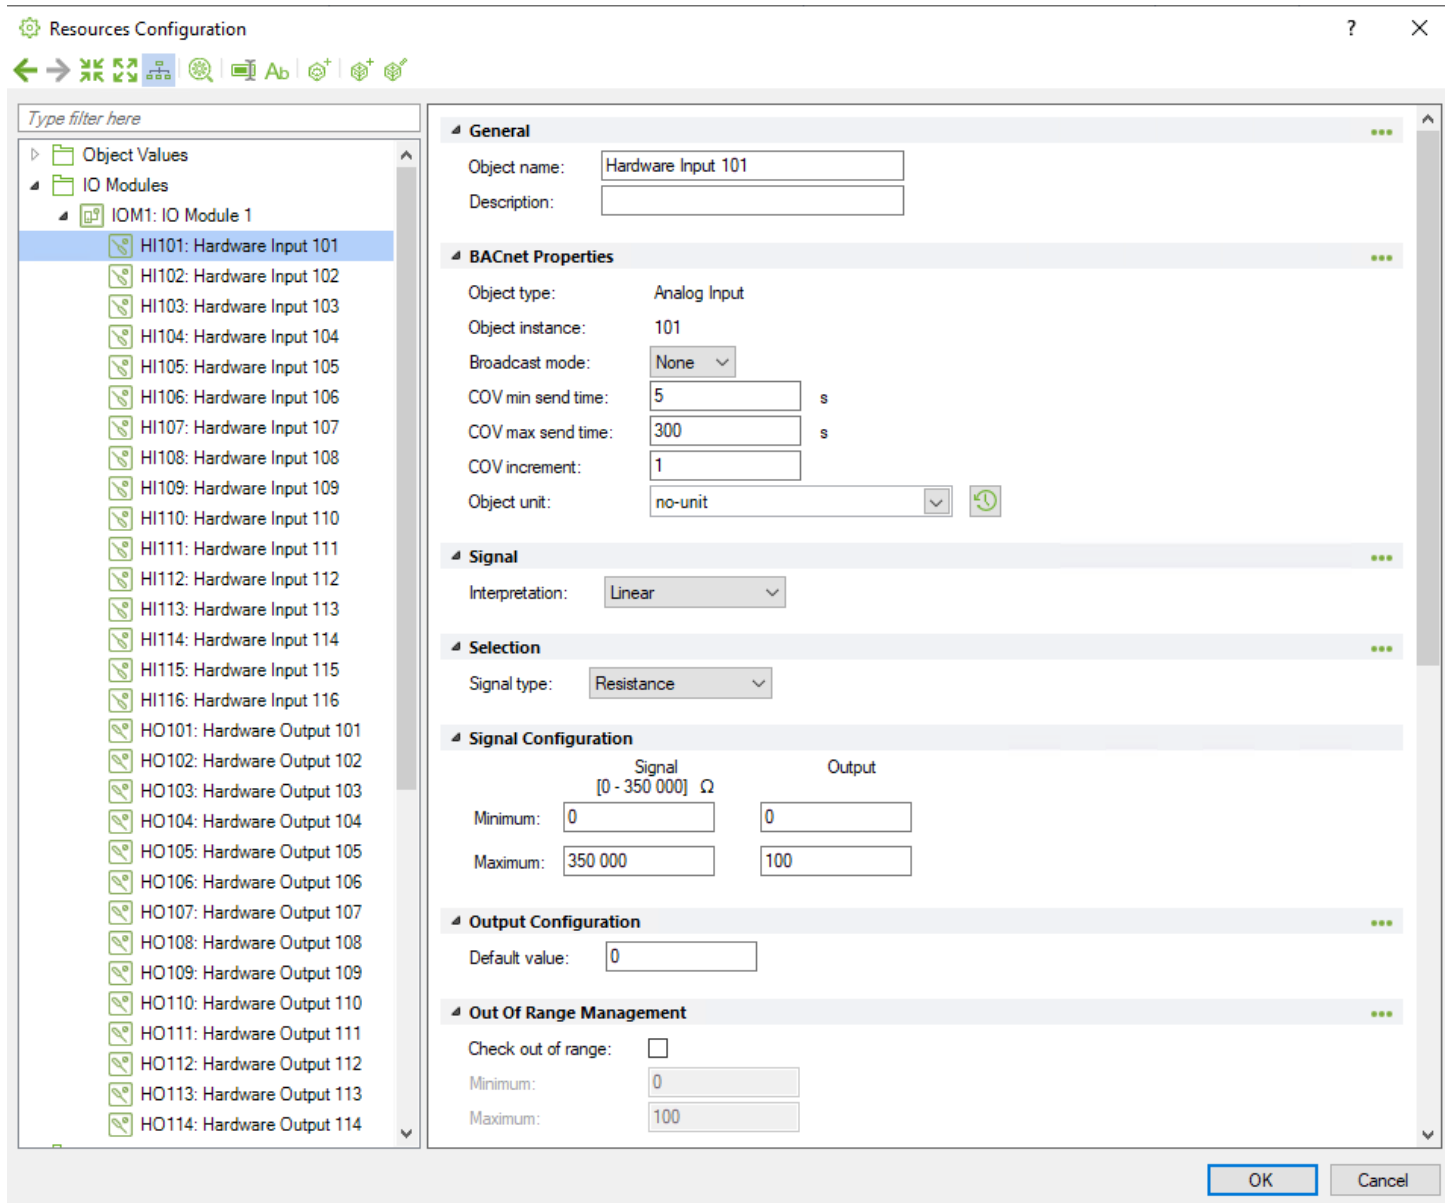 Resources Configuration
?
Ab
Type filter here
Object Values
IO Modules
IOM1: IO Module 1
HI101: Hardware Input 101
HI102: Hardware Input 102
HI103: Hardware Input 103
HI104: Hardware Input 104
HI105: Hardware Input 105
HI106: Hardware Input 106
HI107: Hardware Input 107
HI108: Hardware Input 108
HI109: Hardware Input 109
HI110: Hardware Input 110
HI111: Hardware Input 111
HI112: Hardware Input 112
HI113: Hardware Input 113
HI114: Hardware Input 114
HI115: Hardware Input 115
HI116: Hardware Input 116
HO101: Hardware Output 101
HO102: Hardware Output 102
HO103: Hardware Output 103
HO104: Hardware Output 104
HO105: Hardware Output 105
HO106: Hardware Output 106
HO107: Hardware Output 107
HO108: Hardware Output 108
HO109: Hardware Output 109
HO110: Hardware Output 110
HO111: Hardware Output 111
HO112: Hardware Output 112
HO113: Hardware Output 113
HO114: Hardware Output 114
General
Object name: Hardware Input 101
Description:
BACnet Properties
Object type: Analog Input
Object instance: 101
Broadcast mode: None
COV min send time: 5 s
COV max send time: 300 s
COV increment: 1
Object unit: no-unit
Signal
Interpretation: Linear
Selection
Signal type: Resistance
Signal Configuration
Signal Output
[0 - 350 000] Ω
Minimum: 0 0
Maximum: 350 000 100
Output Configuration
Default value: 0
Out Of Range Management
Check out of range:
Minimum: 0
Maximum: 100
OK Cancel